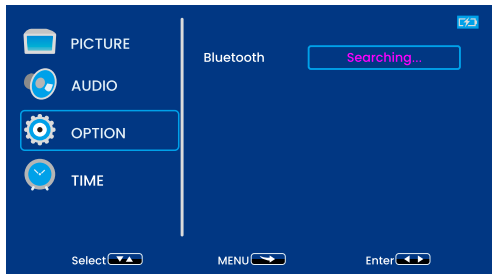 PICTURE
AUDIO
OPTION
TIME
Bluetooth Searching...
Select MENU Enter